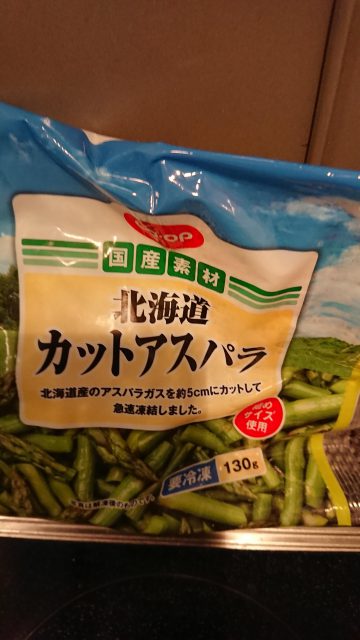 CO-OP
国産素材
北海道
カットアスパラ
北海道産のアスパラガスを約5cmにカットして
急速凍結しました。
サイズ
使用
要冷凍
130g